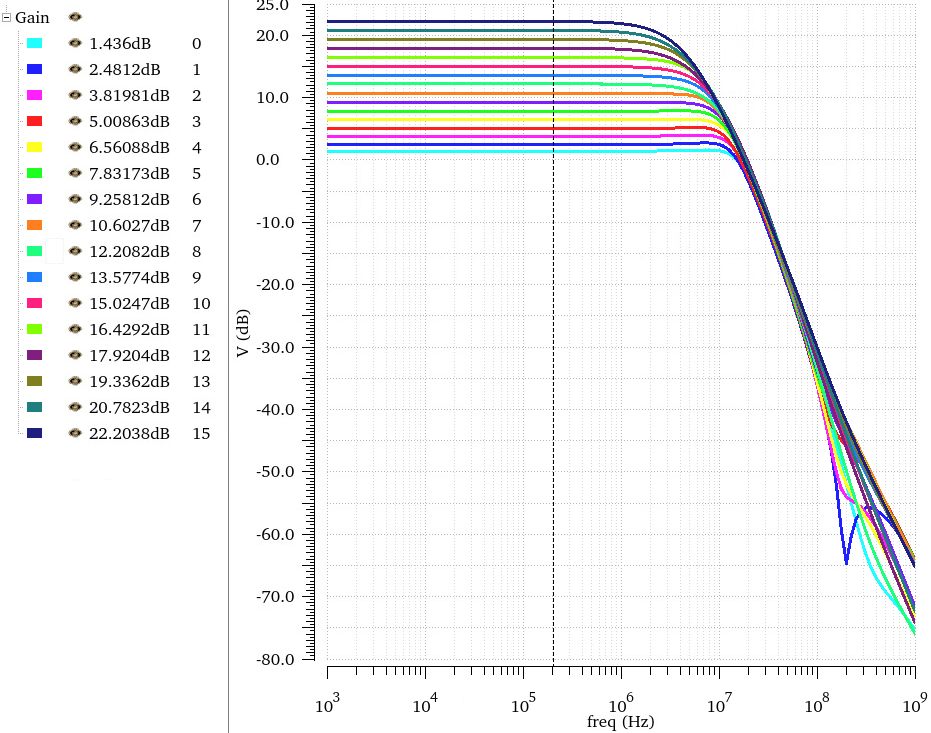 Gain
1.436dB 0
2.4812dB 1
3.81981dB 2
5.00863dB 3
6.56088dB 4
7.83173dB 5
9.25812dB 6
10.6027dB 7
12.2082dB 8
13.5774dB 9
15.0247dB 10
16.4292dB 11
17.9204dB 12
19.3362dB 13
20.7823dB 14
22.2038dB 15
25.0
20.0
10.0
0.0
-10.0
-20.0
-30.0
-40.0
-50.0
-60.0
-70.0
-80.0
V (dB)
10³ 10⁴ 10⁵ 10⁶ 10⁷ 10⁸ 10⁹
freq (Hz)